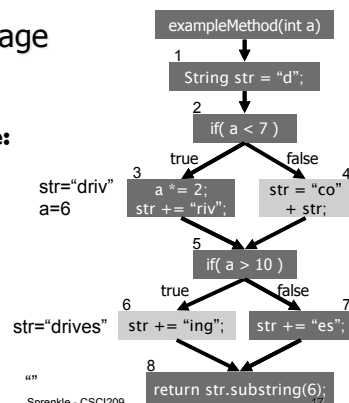 age
exampleMethod(int a)
1
String str = “d”;
2
:
if( a < 7 )
true
false
3
4
str=“driv”
a=6
a *= 2;
str += “riv”;
str = “co”
+ str;
5
if( a > 10 )
true
false
6
7
str=“drives”
str += “ing”;
str += “es”;
8
“”
return str.substring(6);
Sprenkle - CSCI209
17